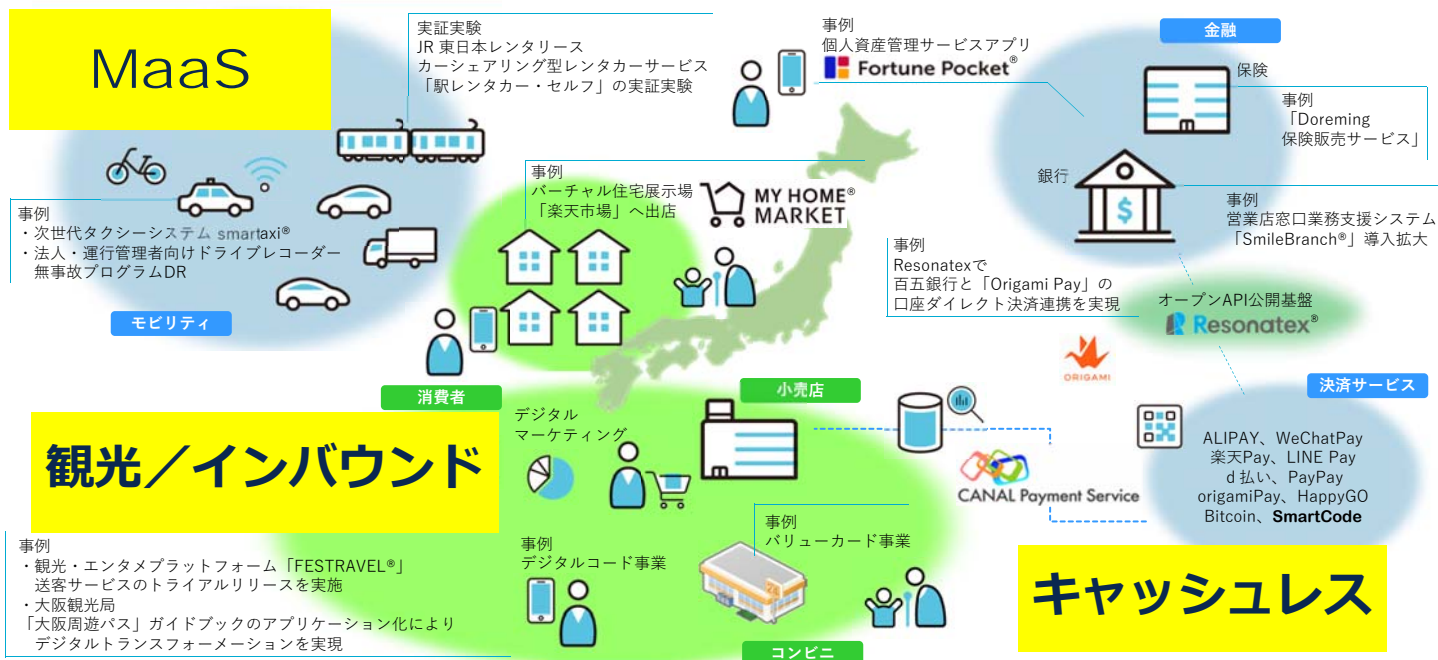 MaaS
実証実験
JR 東日本レンタリース
カーシェアリング型レンタカーサービス
「駅レンタカー・セルフ」の実証実験
事例
個人資産管理サービスアプリ
Fortune Pocket®
金融
保険
事例
「Doreming
保険販売サービス」
銀行
事例
営業店窓口業務支援システム
「SmileBranch®」導入拡大
事例
・次世代タクシーシステム smartaxi®
・法人・運行管理者向けドライブレコーダー
無事故プログラムDR
モビリティ
事例
バーチャル住宅展示場
「楽天市場」へ出店
MY HOME®
MARKET
事例
Resonatexで
百五銀行と「Origami Pay」の
口座ダイレクト決済連携を実現
オープンAPI公開基盤
Resonatex®
ORIGAMI
消費者
小売店
決済サービス
ALIPAY、WeChatPay
楽天Pay、LINE Pay
d 払い、PayPay
origamiPay、HappyGO
Bitcoin、SmartCode
観光／インバウンド
デジタル
マーケティング
CANAL Payment Service
事例
・観光・エンタメプラットフォーム「FESTRAVEL®」
送客サービスのトライアルリリースを実施
・大阪観光局
「大阪周遊パス」ガイドブックのアプリケーション化により
デジタルトランスフォーメーションを実現
事例
デジタルコード事業
事例
バリューカード事業
コンビニ
キャッシュレス